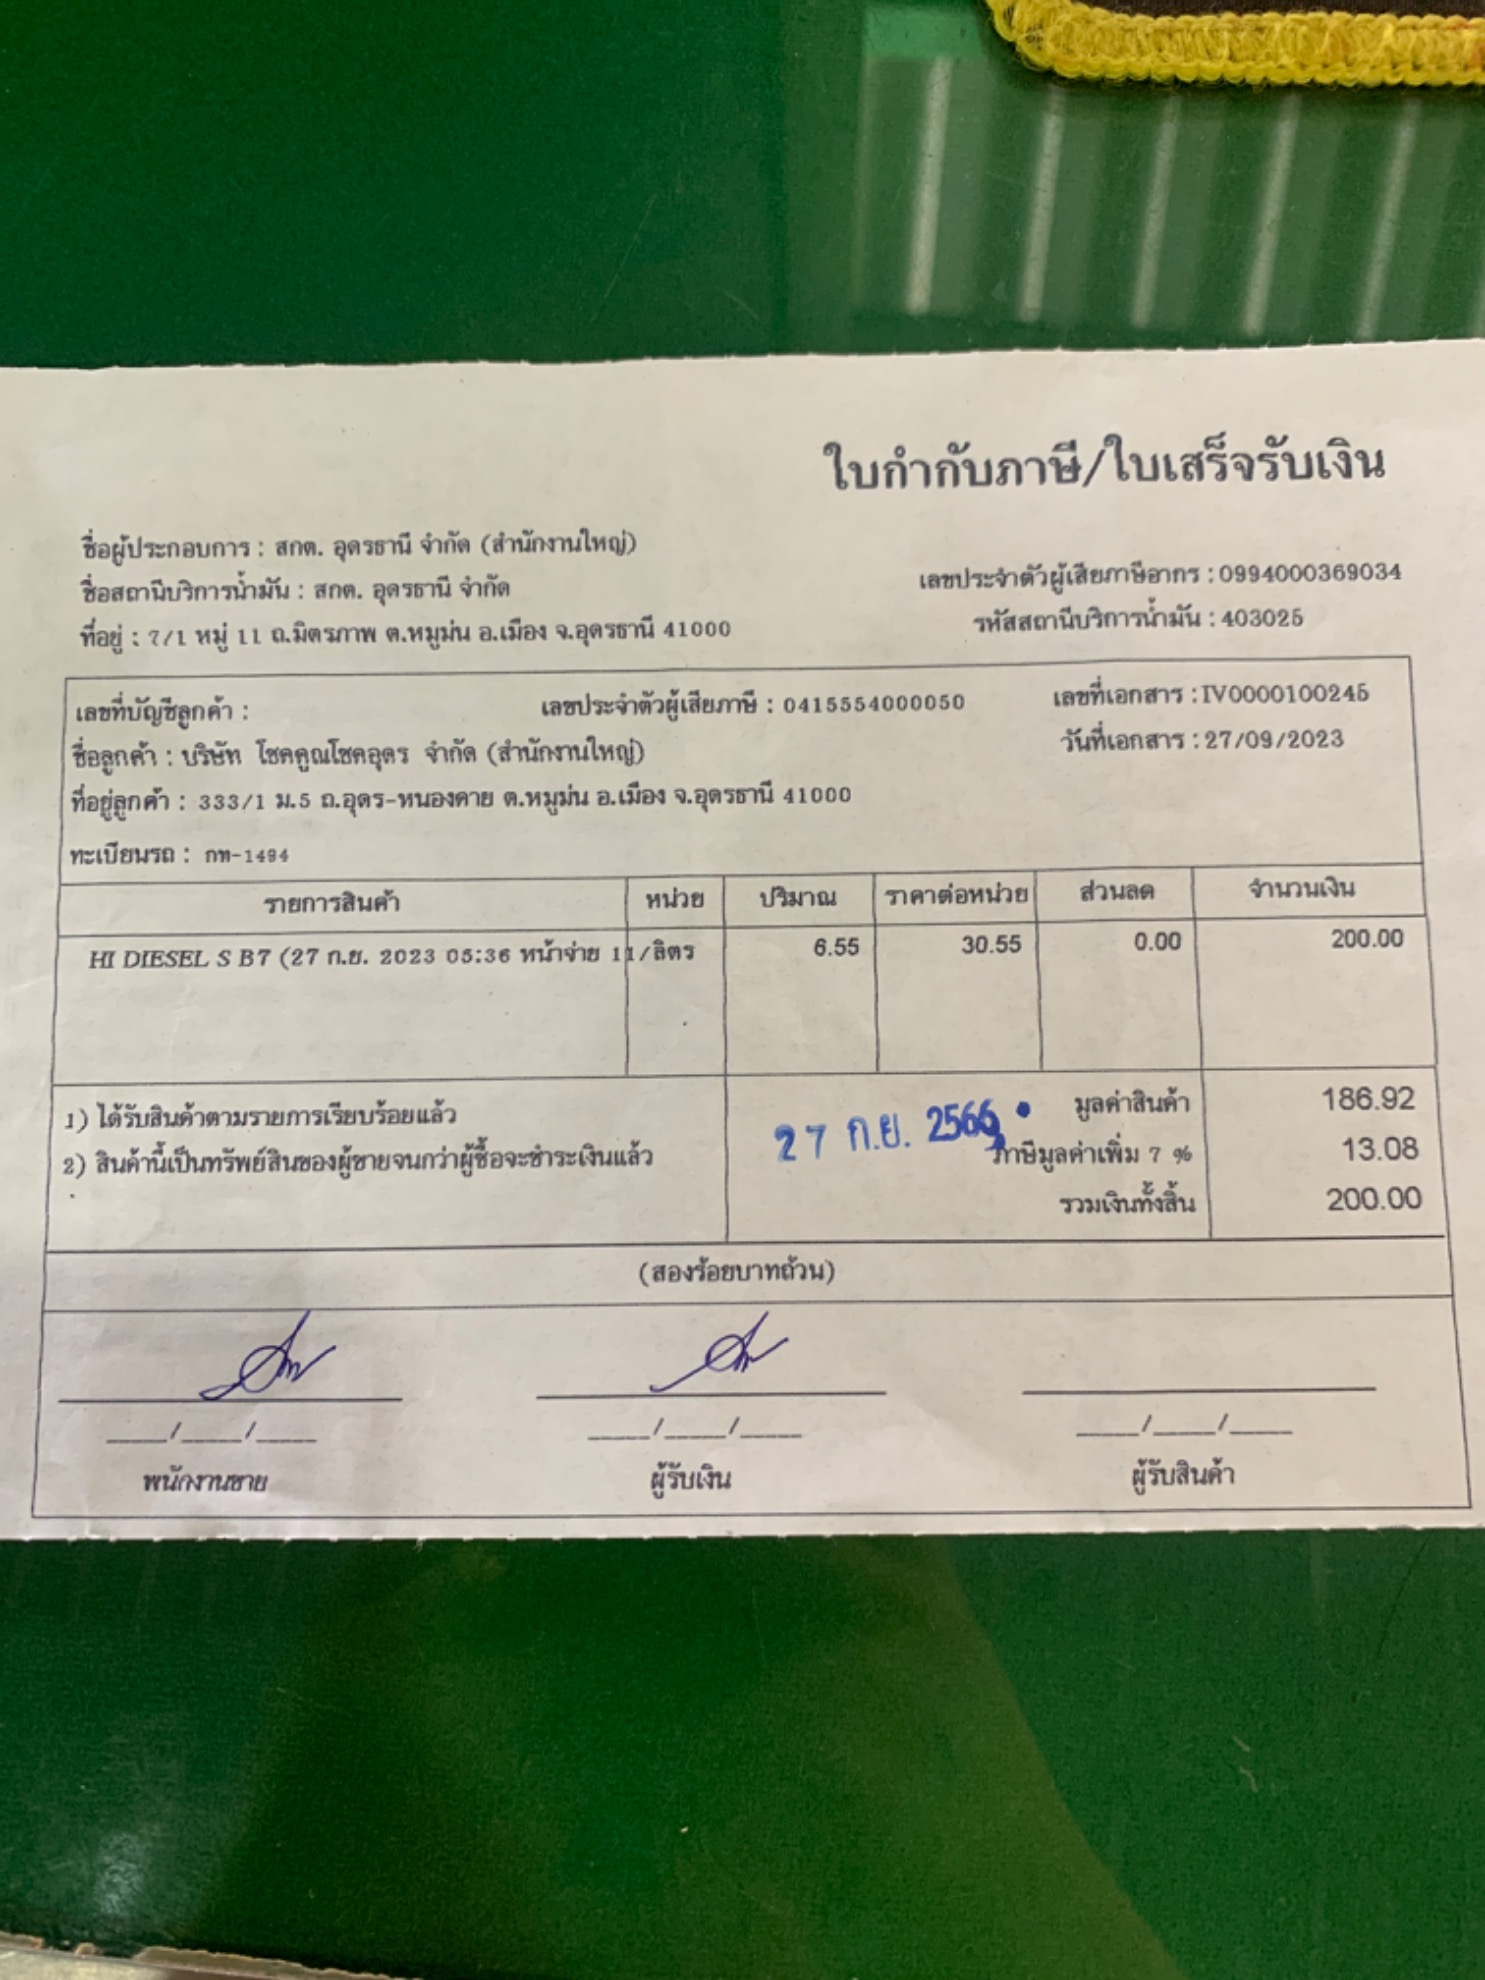 ใบกำกับภาษี/ใบเสร็จรับเงิน
ชื่อผู้ประกอบการ : สกต. อุดรธานี จำกัด (สำนักงานใหญ่)
ชื่อสถานีบริการน้ำมัน : สกต. อุดรธานี จำกัด
เลขประจำตัวผู้เสียภาษีอากร : 0994000369034
ที่อยู่ : 7/1 หมู่ 11 ถ.มิตรภาพ ต.หมูม่น อ.เมือง จ.อุดรธานี 41000
รหัสสถานีบริการน้ำมัน : 403025
เลขที่บัญชีลูกค้า : เลขประจำตัวผู้เสียภาษี : 0415554000050 เลขที่เอกสาร : IV0000100245
ชื่อลูกค้า : บริษัท โชคคูณโชคอุดร จำกัด (สำนักงานใหญ่) วันที่เอกสาร : 27/09/2023
ที่อยู่ลูกค้า : 333/1 ม.5 ถ.อุดร-หนองคาย ต.หมูม่น อ.เมือง จ.อุดรธานี 41000
ทะเบียนรถ : กท-1494
รายการสินค้า หน่วย ปริมาณ ราคาต่อหน่วย ส่วนลด จำนวนเงิน
HI DIESEL S B7 (27 ก.ย. 2023 05:36 หน้าจ่าย 11/ลิตร 6.55 30.55 0.00 200.00
1) ได้รับสินค้าตามรายการเรียบร้อยแล้ว
27 ก.ย. 2566
มูลค่าสินค้า 186.92
2) สินค้านี้เป็นทรัพย์สินของผู้ขายจนกว่าผู้ซื้อจะชำระเงินแล้ว
ภาษีมูลค่าเพิ่ม 7 % 13.08
รวมเงินทั้งสิ้น 200.00
(สองร้อยบาทถ้วน)
____/____/____ ____/____/____ ____/____/____
พนักงานขาย ผู้รับเงิน ผู้รับสินค้า